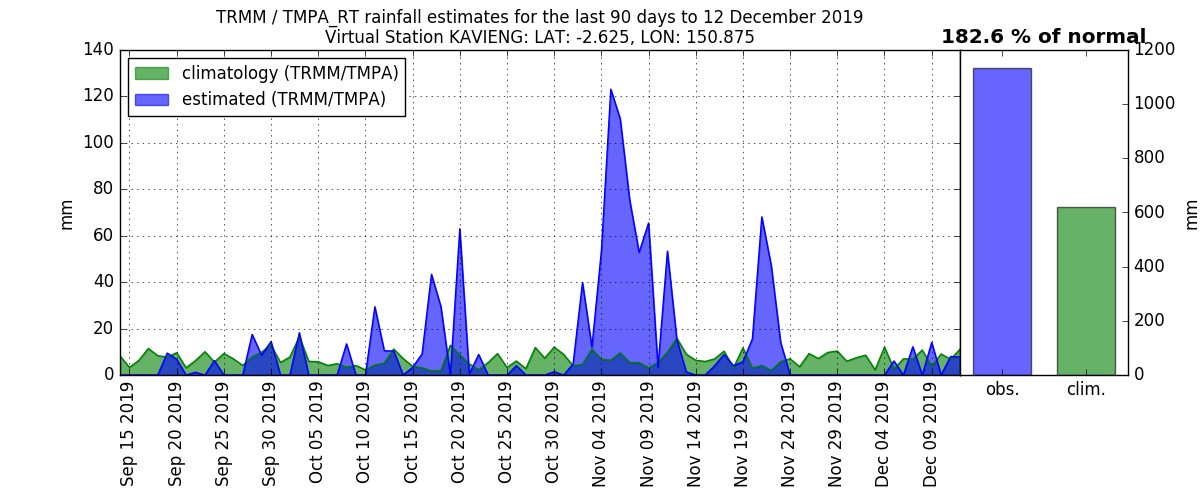 TRMM / TMPA_RT rainfall estimates for the last 90 days to 12 December 2019
Virtual Station KAVIENG: LAT: -2.625, LON: 150.875
182.6 % of normal
climatology (TRMM/TMPA)
estimated (TRMM/TMPA)
140
120
100
80
60
40
20
0
mm
Sep 15 2019
Sep 20 2019
Sep 25 2019
Sep 30 2019
Oct 05 2019
Oct 10 2019
Oct 15 2019
Oct 20 2019
Oct 25 2019
Oct 30 2019
Nov 04 2019
Nov 09 2019
Nov 14 2019
Nov 19 2019
Nov 24 2019
Nov 29 2019
Dec 04 2019
Dec 09 2019
1200
1000
800
600
400
200
0
mm
obs.
clim.